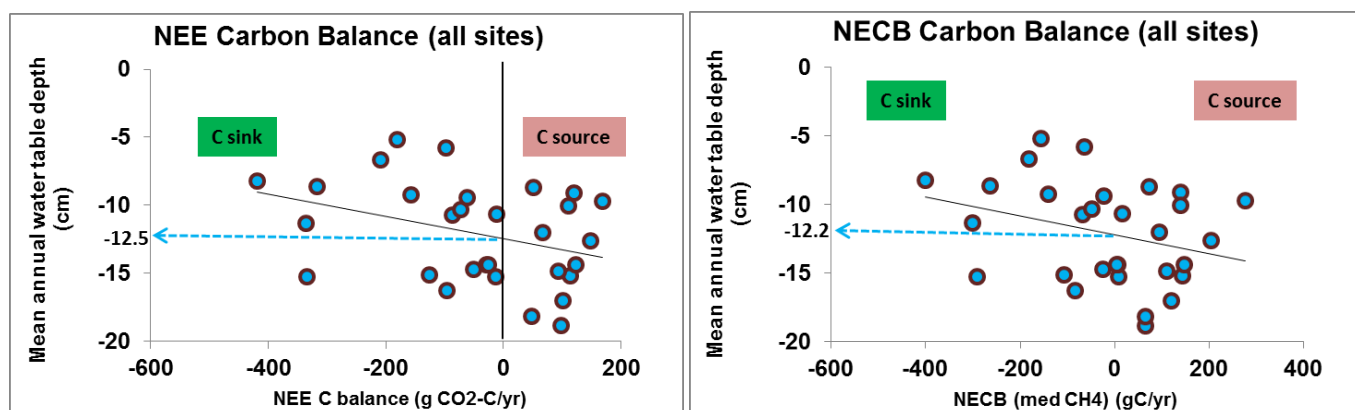 NEE Carbon Balance (all sites)
Mean annual water table depth
(cm)
0
-5
-10
-12.5
-15
-20
C sink
C source
-600
-400
-200
0
200
NEE C balance (g CO2-C/yr)
NECB Carbon Balance (all sites)
Mean annual water table depth
(cm)
0
-5
-10
-12.2
-15
-20
C sink
C source
-600
-400
-200
0
200
400
NECB (med CH4) (gC/yr)